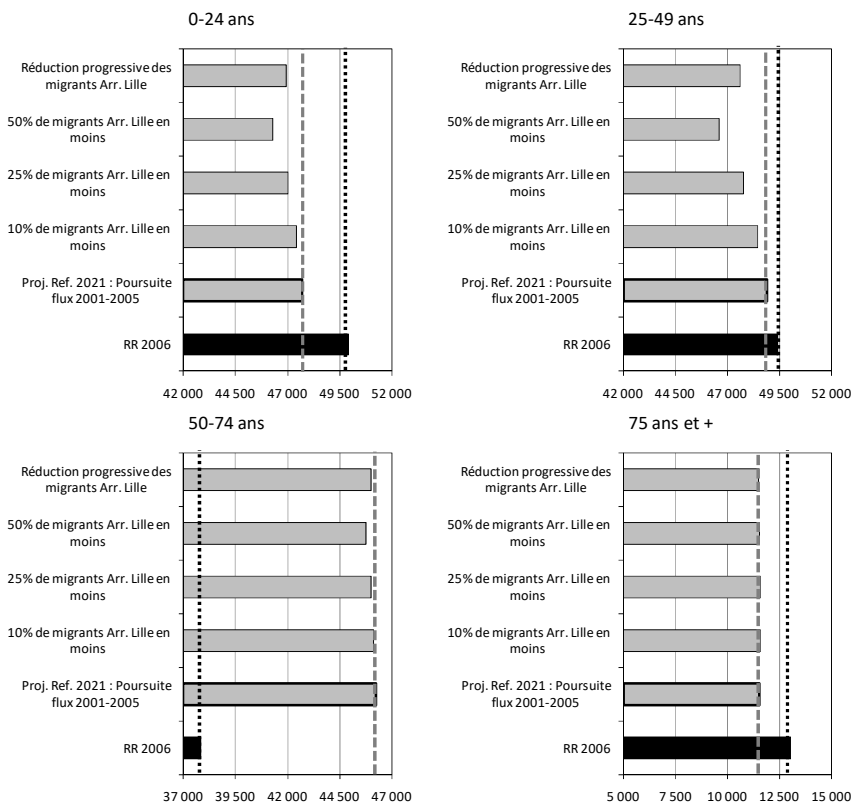 0-24 ans
Réduction progressive des
migrants Arr. Lille
50% de migrants Arr. Lille en
moins
25% de migrants Arr. Lille en
moins
10% de migrants Arr. Lille en
moins
Proj. Ref. 2021 : Poursuite
flux 2001-2005
RR 2006
42 000 44 500 47 000 49 500 52 000
25-49 ans
Réduction progressive des
migrants Arr. Lille
50% de migrants Arr. Lille en
moins
25% de migrants Arr. Lille en
moins
10% de migrants Arr. Lille en
moins
Proj. Ref. 2021 : Poursuite
flux 2001-2005
RR 2006
42 000 44 500 47 000 49 500 52 000
50-74 ans
Réduction progressive des
migrants Arr. Lille
50% de migrants Arr. Lille en
moins
25% de migrants Arr. Lille en
moins
10% de migrants Arr. Lille en
moins
Proj. Ref. 2021 : Poursuite
flux 2001-2005
RR 2006
37 000 39 500 42 000 44 500 47 000
75 ans et +
Réduction progressive des
migrants Arr. Lille
50% de migrants Arr. Lille en
moins
25% de migrants Arr. Lille en
moins
10% de migrants Arr. Lille en
moins
Proj. Ref. 2021 : Poursuite
flux 2001-2005
RR 2006
5 000 7 500 10 000 12 500 15 000